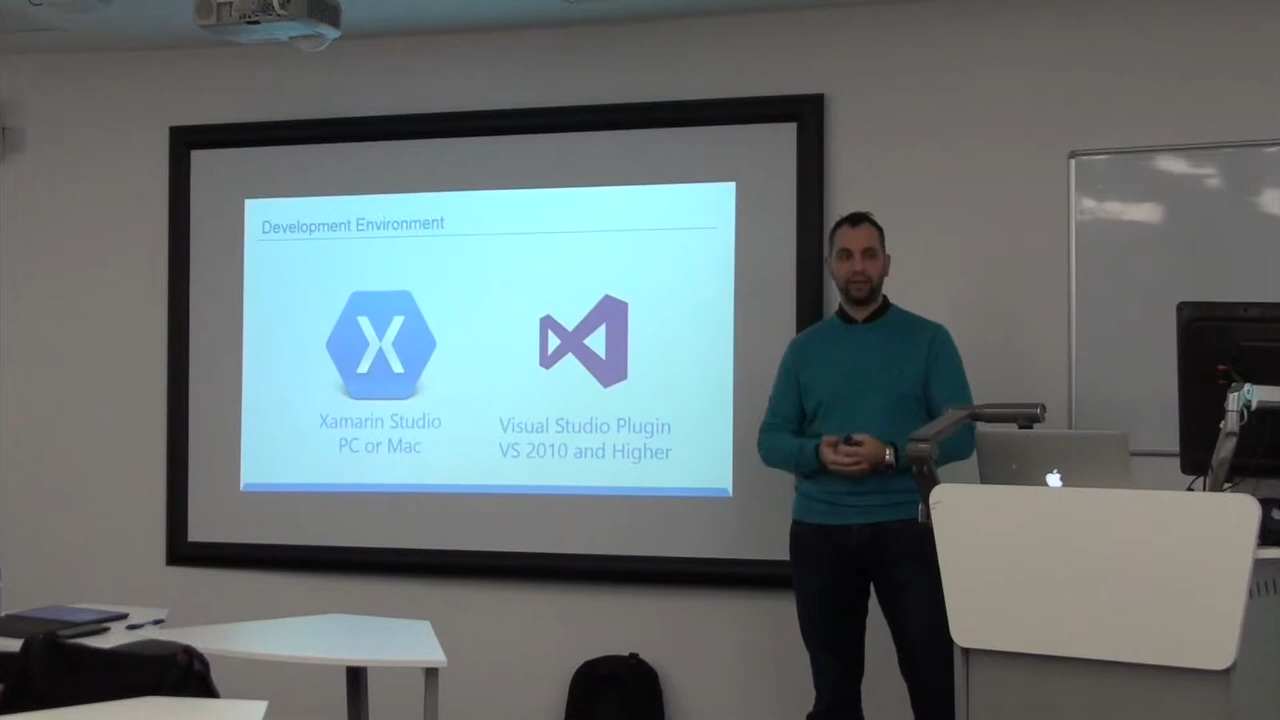 Development Environment
X
Xamarin Studio
PC or Mac
Visual Studio Plugin
VS 2010 and Higher